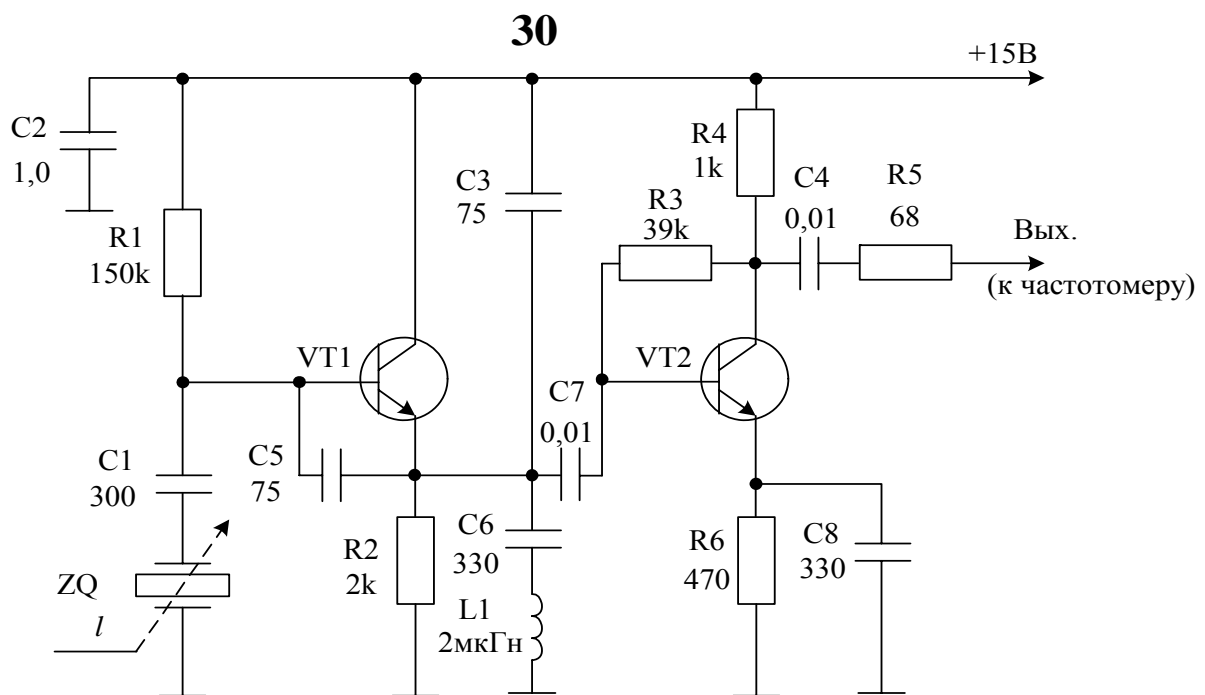 30
+15В
C2
1,0
R1
150k
C3
75
R4
1k
C4
0,01
R5
68
R3
39k
Вых.
(к частотомеру)
VT1
VT2
C7
0,01
C1
300
C5
75
R2
2k
C6
330
R6
470
C8
330
ZQ
l
L1
2мкГн